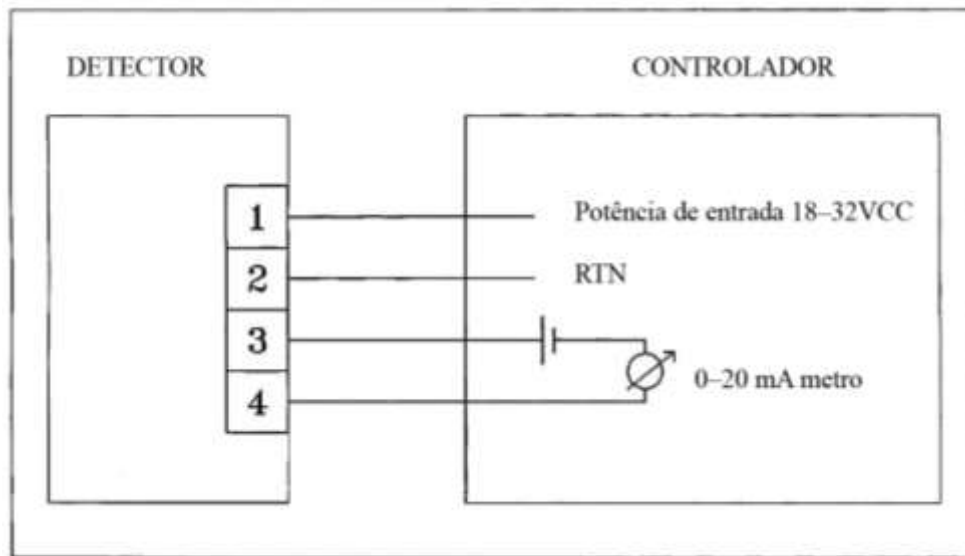 DETECTOR
CONTROLADOR
1
Potência de entrada 18–32VCC
2
RTN
3
4
0–20 mA metro